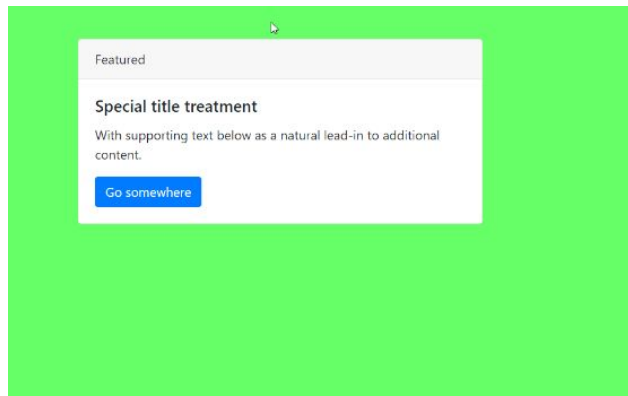 Featured
Special title treatment
With supporting text below as a natural lead-in to additional
content.
Go somewhere